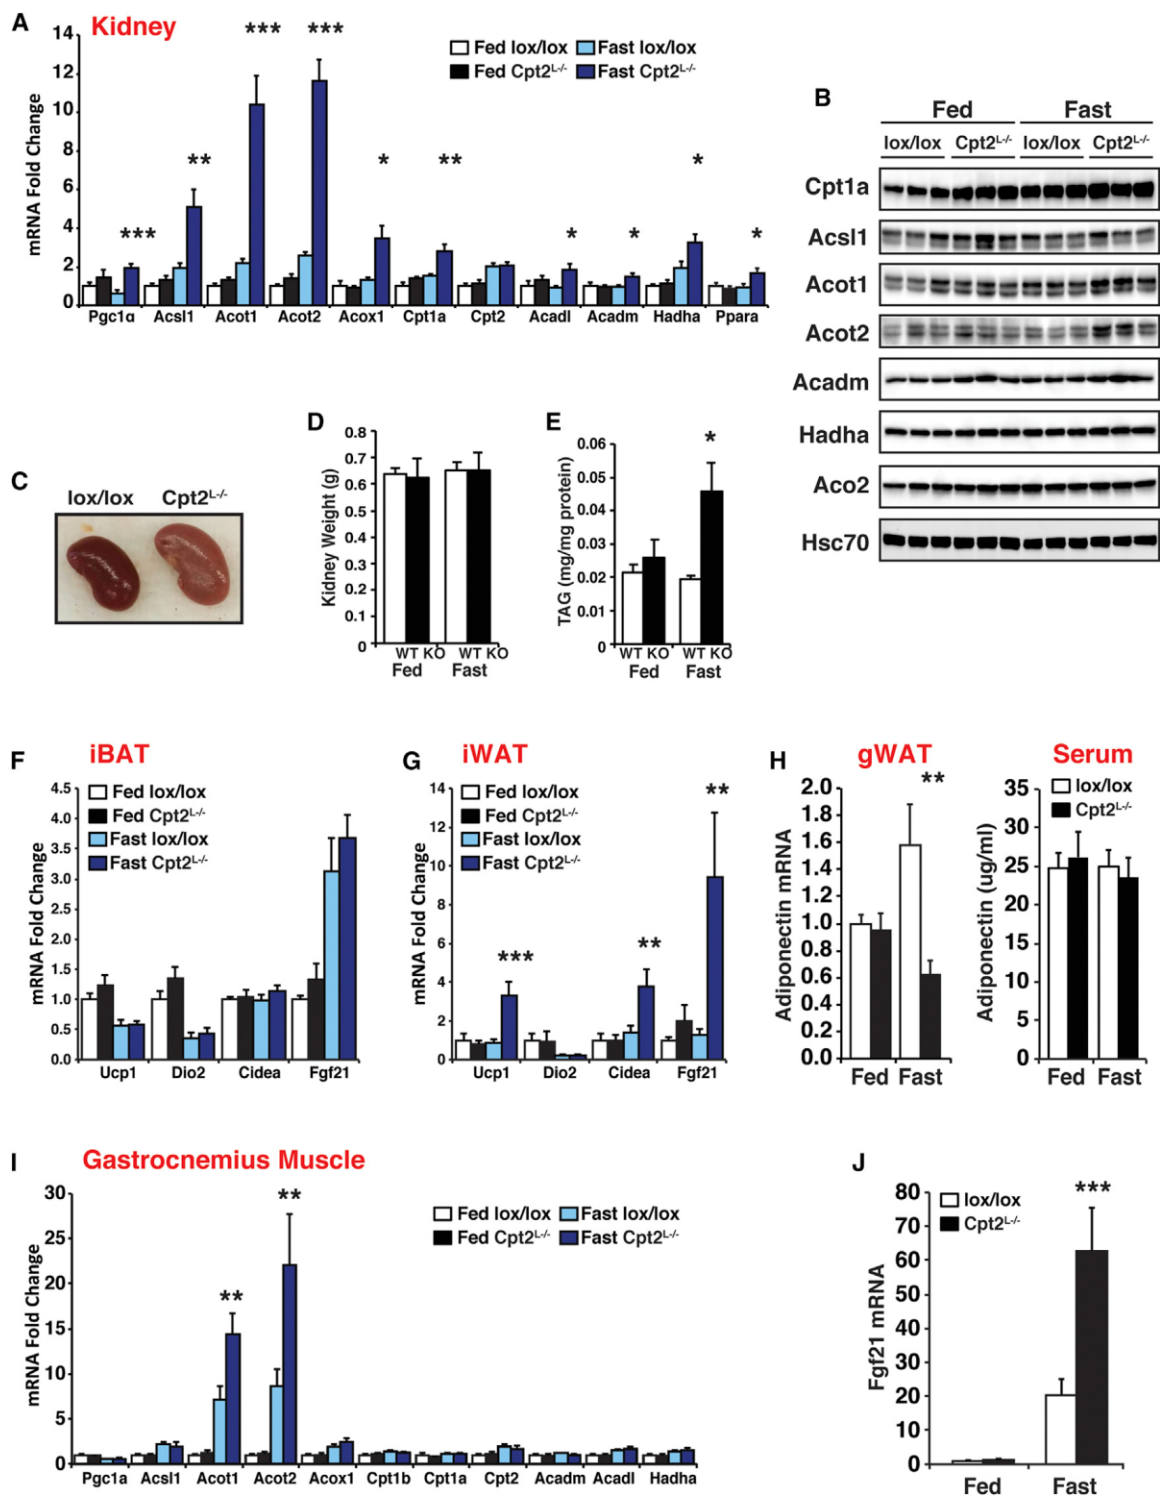 A Kidney
mRNA Fold Change
14
12
10
8
6
4
2
0
Fed lox/lox Fast lox/lox
Fed Cpt2L-/- Fast Cpt2L-/-
*** ** *** *** * ** * * * *
Pgc1α Acsl1 Acot1 Acot2 Acox1 Cpt1a Cpt2 Acadl Acadm Hadha Ppara
B
Fed Fast
lox/lox Cpt2L-/- lox/lox Cpt2L-/-
Cpt1a
Acsl1
Acot1
Acot2
Acadm
Hadha
Aco2
Hsc70
C
lox/lox Cpt2L-/-
D
Kidney Weight (g)
0.8
0.7
0.6
0.5
0.4
0.3
0.2
0.1
0
WT KO WT KO
Fed Fast
E
TAG (mg/mg protein)
0.06
0.05
0.04
0.03
0.02
0.01
0
*
WT KO WT KO
Fed Fast
F iBAT
mRNA Fold Change
4.5
4.0
3.5
3.0
2.5
2.0
1.5
1.0
0.5
0.0
Fed lox/lox
Fed Cpt2L-/-
Fast lox/lox
Fast Cpt2L-/-
Ucp1 Dio2 Cidea Fgf21
G iWAT
mRNA Fold Change
14
12
10
8
6
4
2
0
Fed lox/lox
Fed Cpt2L-/-
Fast lox/lox
Fast Cpt2L-/-
*** ** **
Ucp1 Dio2 Cidea Fgf21
H gWAT
Adiponectin mRNA
2.0
1.8
1.6
1.4
1.2
1.0
0.8
0.6
0.4
0.2
0.0
**
Fed Fast
Serum
Adiponectin (ug/ml)
35
30
25
20
15
10
5
0
lox/lox
Cpt2L-/-
Fed Fast
I Gastrocnemius Muscle
mRNA Fold Change
30
25
20
15
10
5
0
Fed lox/lox Fast lox/lox
Fed Cpt2L-/- Fast Cpt2L-/-
** **
Pgc1a Acsl1 Acot1 Acot2 Acox1 Cpt1b Cpt1a Cpt2 Acadm Acadl Hadha
J
Fgf21 mRNA
80
70
60
50
40
30
20
10
0
lox/lox
Cpt2L-/-
***
Fed Fast